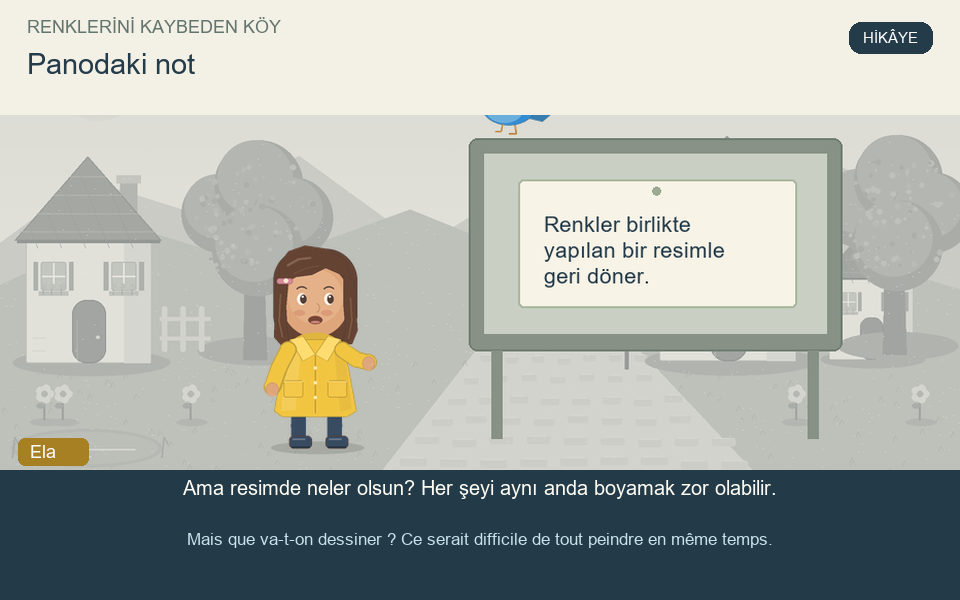 RENKLERİNİ KAYBEDEN KÖY
Panodaki not
HİKÂYE
Renkler birlikte
yapılan bir resimle
geri döner.
Ela
Ama resimde neler olsun? Her şeyi aynı anda boyamak zor olabilir.
Mais que va-t-on dessiner ? Ce serait difficile de tout peindre en même temps.